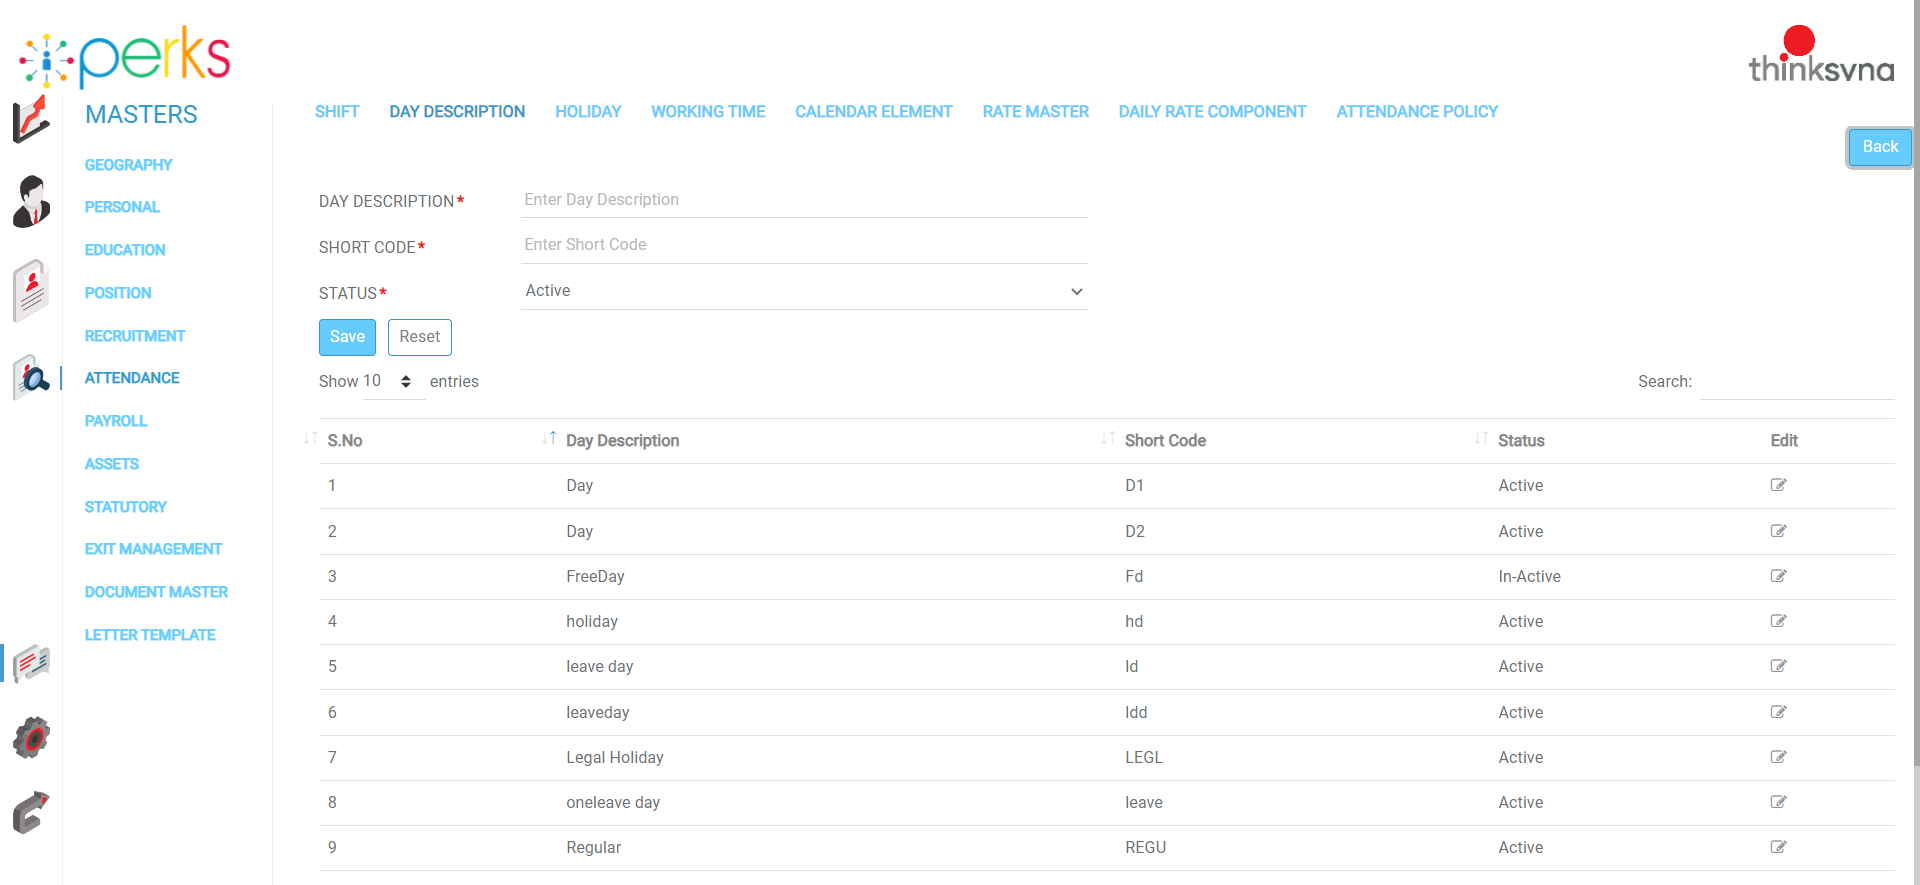 perks
thinksvna
MASTERS
SHIFT DAY DESCRIPTION HOLIDAY WORKING TIME CALENDAR ELEMENT RATE MASTER DAILY RATE COMPONENT ATTENDANCE POLICY
Back
GEOGRAPHY
PERSONAL
EDUCATION
POSITION
RECRUITMENT
ATTENDANCE
PAYROLL
ASSETS
STATUTORY
EXIT MANAGEMENT
DOCUMENT MASTER
LETTER TEMPLATE
DAY DESCRIPTION* Enter Day Description
SHORT CODE* Enter Short Code
STATUS* Active
Save Reset
Show 10 entries Search:
S.No Day Description Short Code Status Edit
1 Day D1 Active
2 Day D2 Active
3 FreeDay Fd In-Active
4 holiday hd Active
5 leave day ld Active
6 leaveday ldd Active
7 Legal Holiday LEGL Active
8 oneleave day leave Active
9 Regular REGU Active